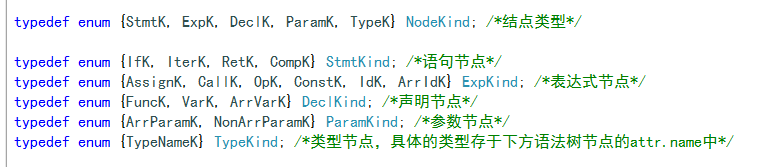 typedef enum {StmtK, ExpK, DeclK, ParamK, TypeK} NodeKind; /*结点类型*/
typedef enum {IfK, IterK, RetK, CompK} StmtKind; /*语句节点*/
typedef enum {AssignK, CallK, OpK, ConstK, IdK, ArrIdK} ExpKind; /*表达式节点*/
typedef enum {FuncK, VarK, ArrVarK} DeclKind; /*声明节点*/
typedef enum {ArrParamK, NonArrParamK} ParamKind; /*参数节点*/
typedef enum {TypeNameK} TypeKind; /*类型节点，具体的类型存于下方语法树节点的attr.name中*/